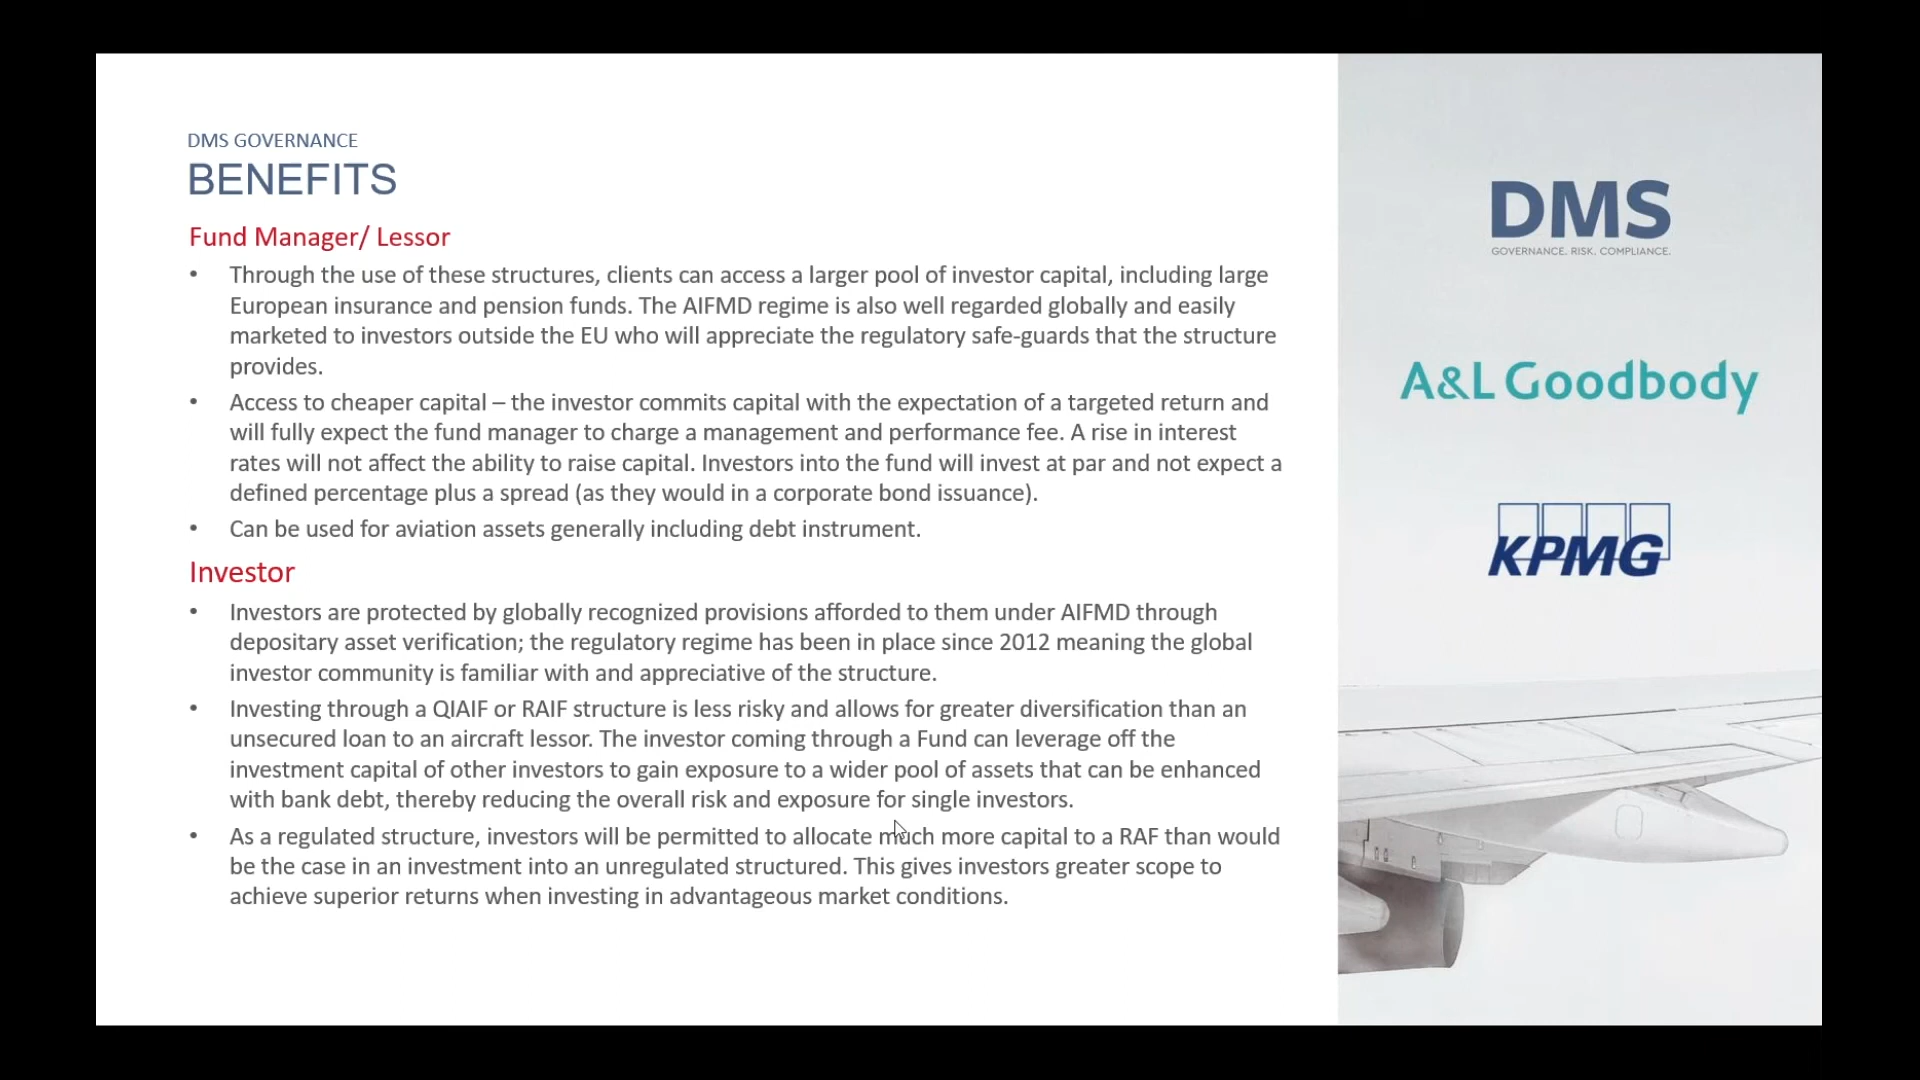 DMS GOVERNANCE
BENEFITS
Fund Manager/ Lessor
• Through the use of these structures, clients can access a larger pool of investor capital, including large
European insurance and pension funds. The AIFMD regime is also well regarded globally and easily
marketed to investors outside the EU who will appreciate the regulatory safe-guards that the structure
provides.
• Access to cheaper capital – the investor commits capital with the expectation of a targeted return and
will fully expect the fund manager to charge a management and performance fee. A rise in interest
rates will not affect the ability to raise capital. Investors into the fund will invest at par and not expect a
defined percentage plus a spread (as they would in a corporate bond issuance).
• Can be used for aviation assets generally including debt instrument.
Investor
• Investors are protected by globally recognized provisions afforded to them under AIFMD through
depositary asset verification; the regulatory regime has been in place since 2012 meaning the global
investor community is familiar with and appreciative of the structure.
• Investing through a QIAIF or RAIF structure is less risky and allows for greater diversification than an
unsecured loan to an aircraft lessor. The investor coming through a Fund can leverage off the
investment capital of other investors to gain exposure to a wider pool of assets that can be enhanced
with bank debt, thereby reducing the overall risk and exposure for single investors.
• As a regulated structure, investors will be permitted to allocate much more capital to a RAF than would
be the case in an investment into an unregulated structured. This gives investors greater scope to
achieve superior returns when investing in advantageous market conditions.
DMS
GOVERNANCE. RISK. COMPLIANCE.
A&L Goodbody
KPMG